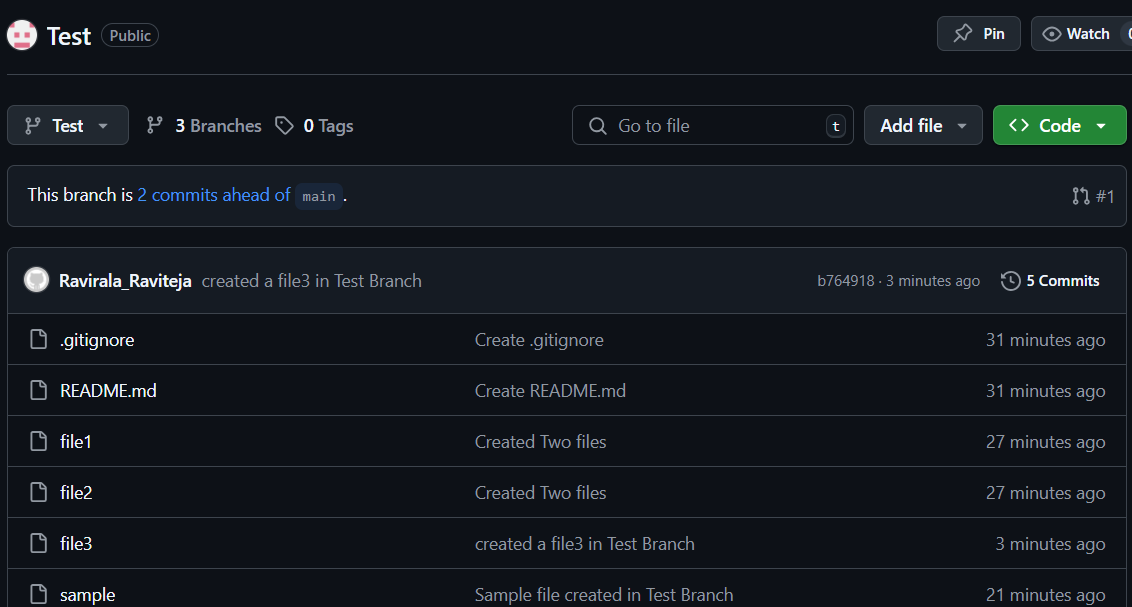 Test Public Pin Watch
Test 3 Branches 0 Tags Go to file t Add file Code
This branch is 2 commits ahead of main . #1
Ravirala_Raviteja created a file3 in Test Branch b764918 · 3 minutes ago 5 Commits
.gitignore Create .gitignore 31 minutes ago
README.md Create README.md 31 minutes ago
file1 Created Two files 27 minutes ago
file2 Created Two files 27 minutes ago
file3 created a file3 in Test Branch 3 minutes ago
sample Sample file created in Test Branch 21 minutes ago